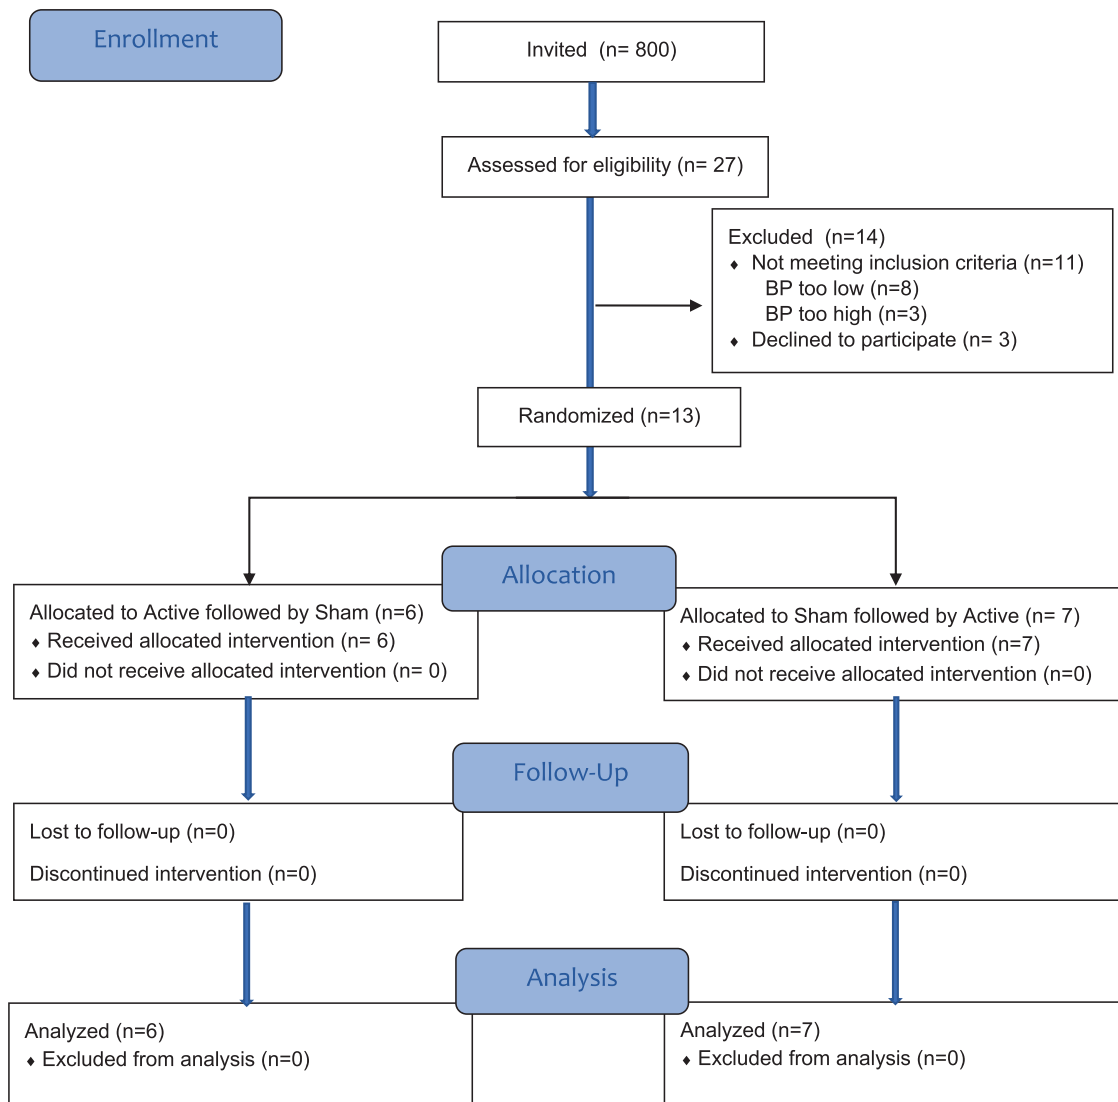 Enrollment
Invited  (n= 800)
Assessed for eligibility (n= 27)
Excluded  (n=14)
♦ Not meeting inclusion criteria (n=11)
BP too low (n=8)
BP too high (n=3)
♦ Declined to participate (n= 3)
Randomized (n=13)
Allocation
Allocated to Active followed by Sham (n=6)
♦ Received allocated intervention (n= 6)
♦ Did not receive allocated intervention (n= 0)
Allocated to Sham followed by Active (n= 7)
♦ Received allocated intervention (n=7)
♦ Did not receive allocated intervention (n=0)
Follow-Up
Lost to follow-up (n=0)
Discontinued intervention (n=0)
Lost to follow-up (n=0)
Discontinued intervention (n=0)
Analysis
Analyzed (n=6)
♦ Excluded from analysis (n=0)
Analyzed (n=7)
♦ Excluded from analysis (n=0)